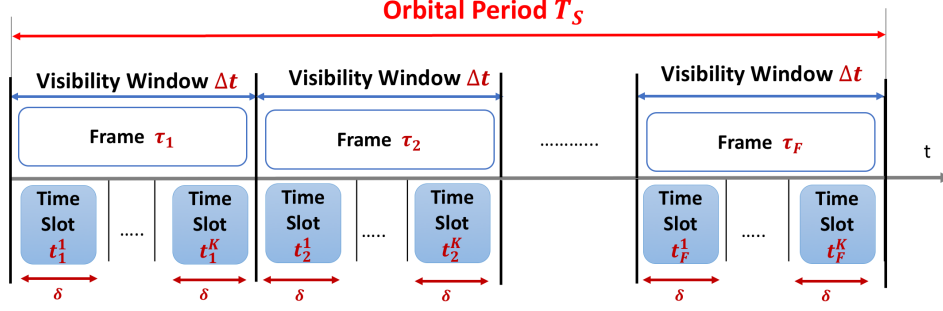 Orbital Period T_S
Visibility Window Δt
Visibility Window Δt
Visibility Window Δt
Frame τ_1
Frame τ_2
............
Frame τ_F
t
Time Slot t_1^1
.....
Time Slot t_1^K
Time Slot t_2^1
.....
Time Slot t_2^K
Time Slot t_F^1
.....
Time Slot t_F^K
δ
δ
δ
δ
δ
δ